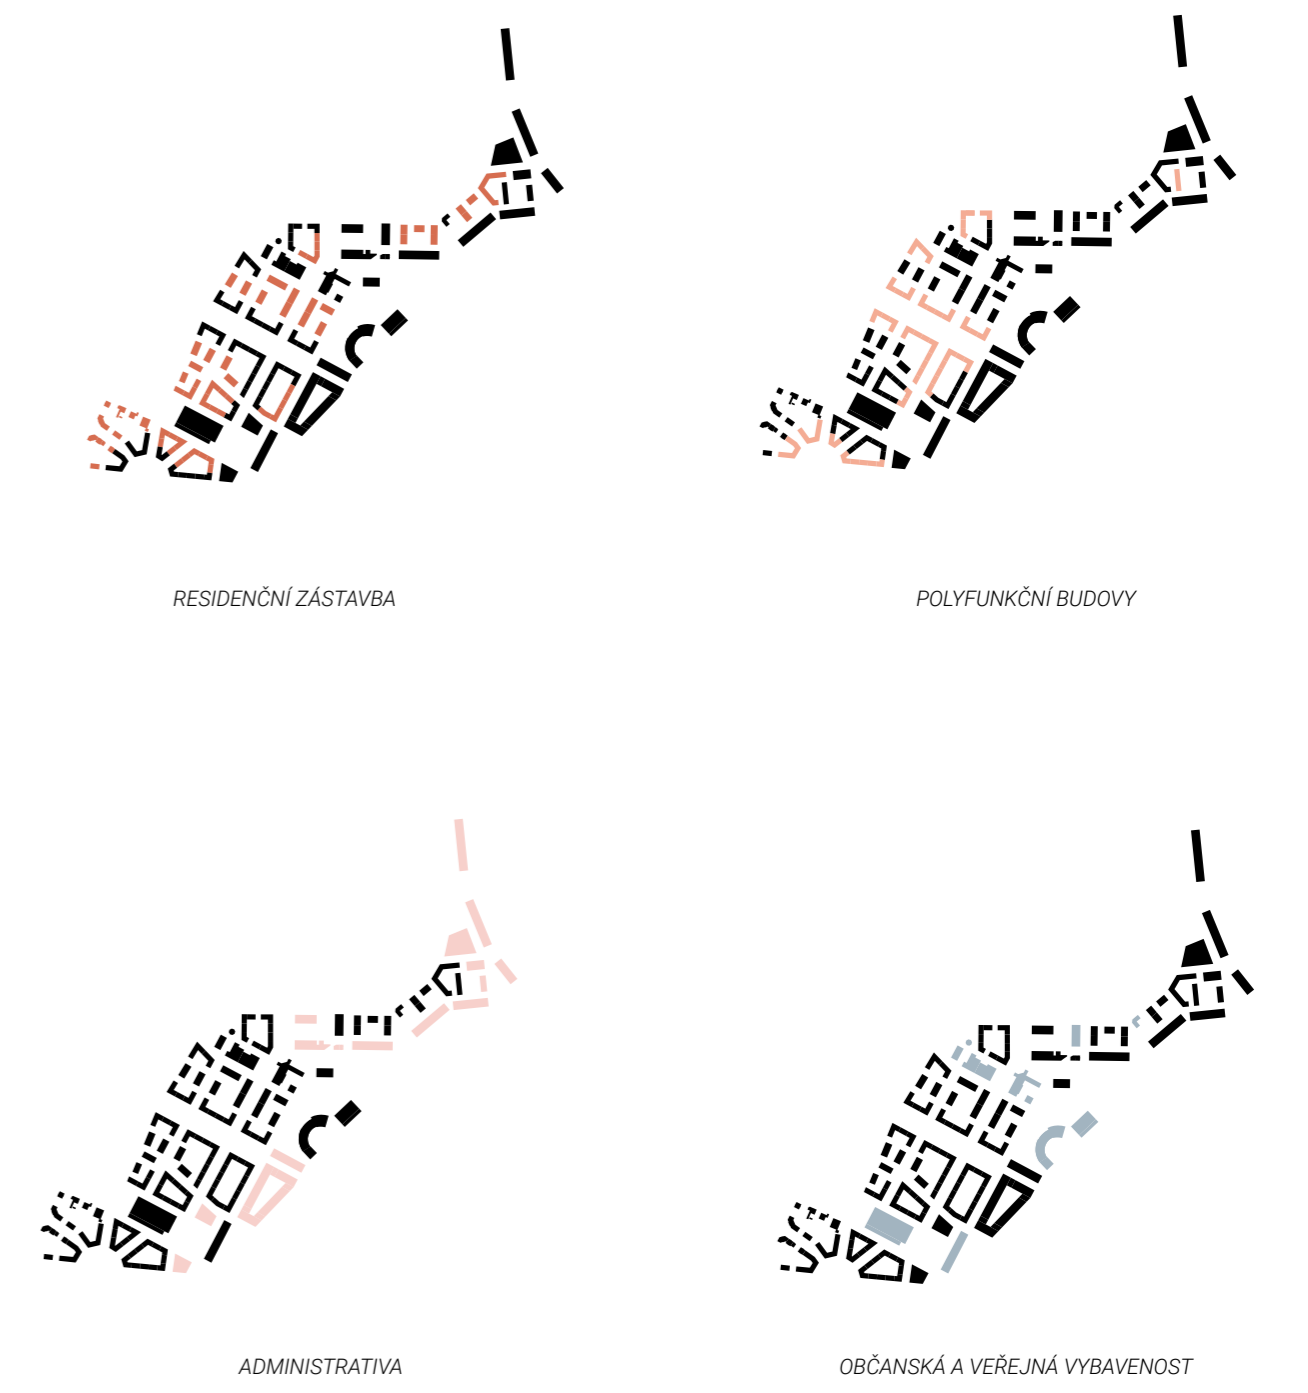 RESIDENČNÍ ZÁSTAVBA
POLYFUNKČNÍ BUDOVY
ADMINISTRATIVA
OBČANSKÁ A VEŘEJNÁ VYBAVENOST